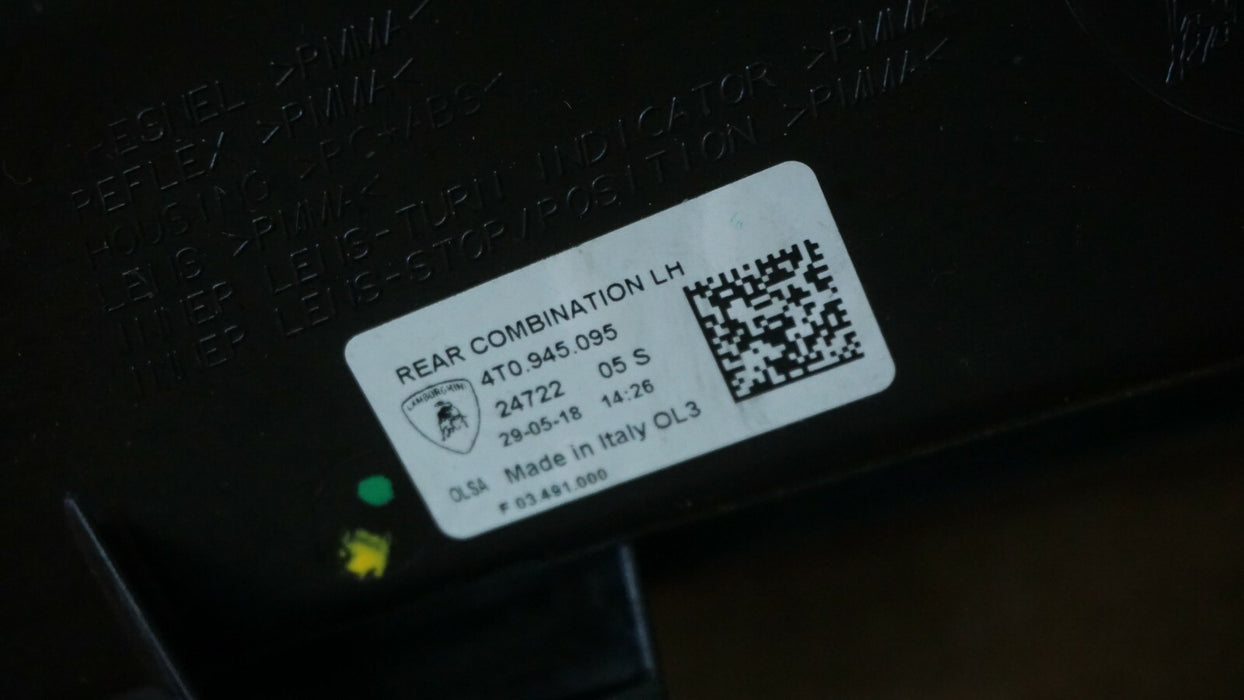 FRESNEL >PMMA<
REFLEX >PMMA<
HOUSING >PC+ABS<
LENS >PMMA<
INNER LENS-TURN INDICATOR >PMMA<
INNER LENS-STOP/POSITION >PMMA<
REAR COMBINATION LH
LAMBORGHINI
4T0.945.095
24722 05 S
29-05-18 14:26
OLSA Made in Italy OL3
F 03.491.000